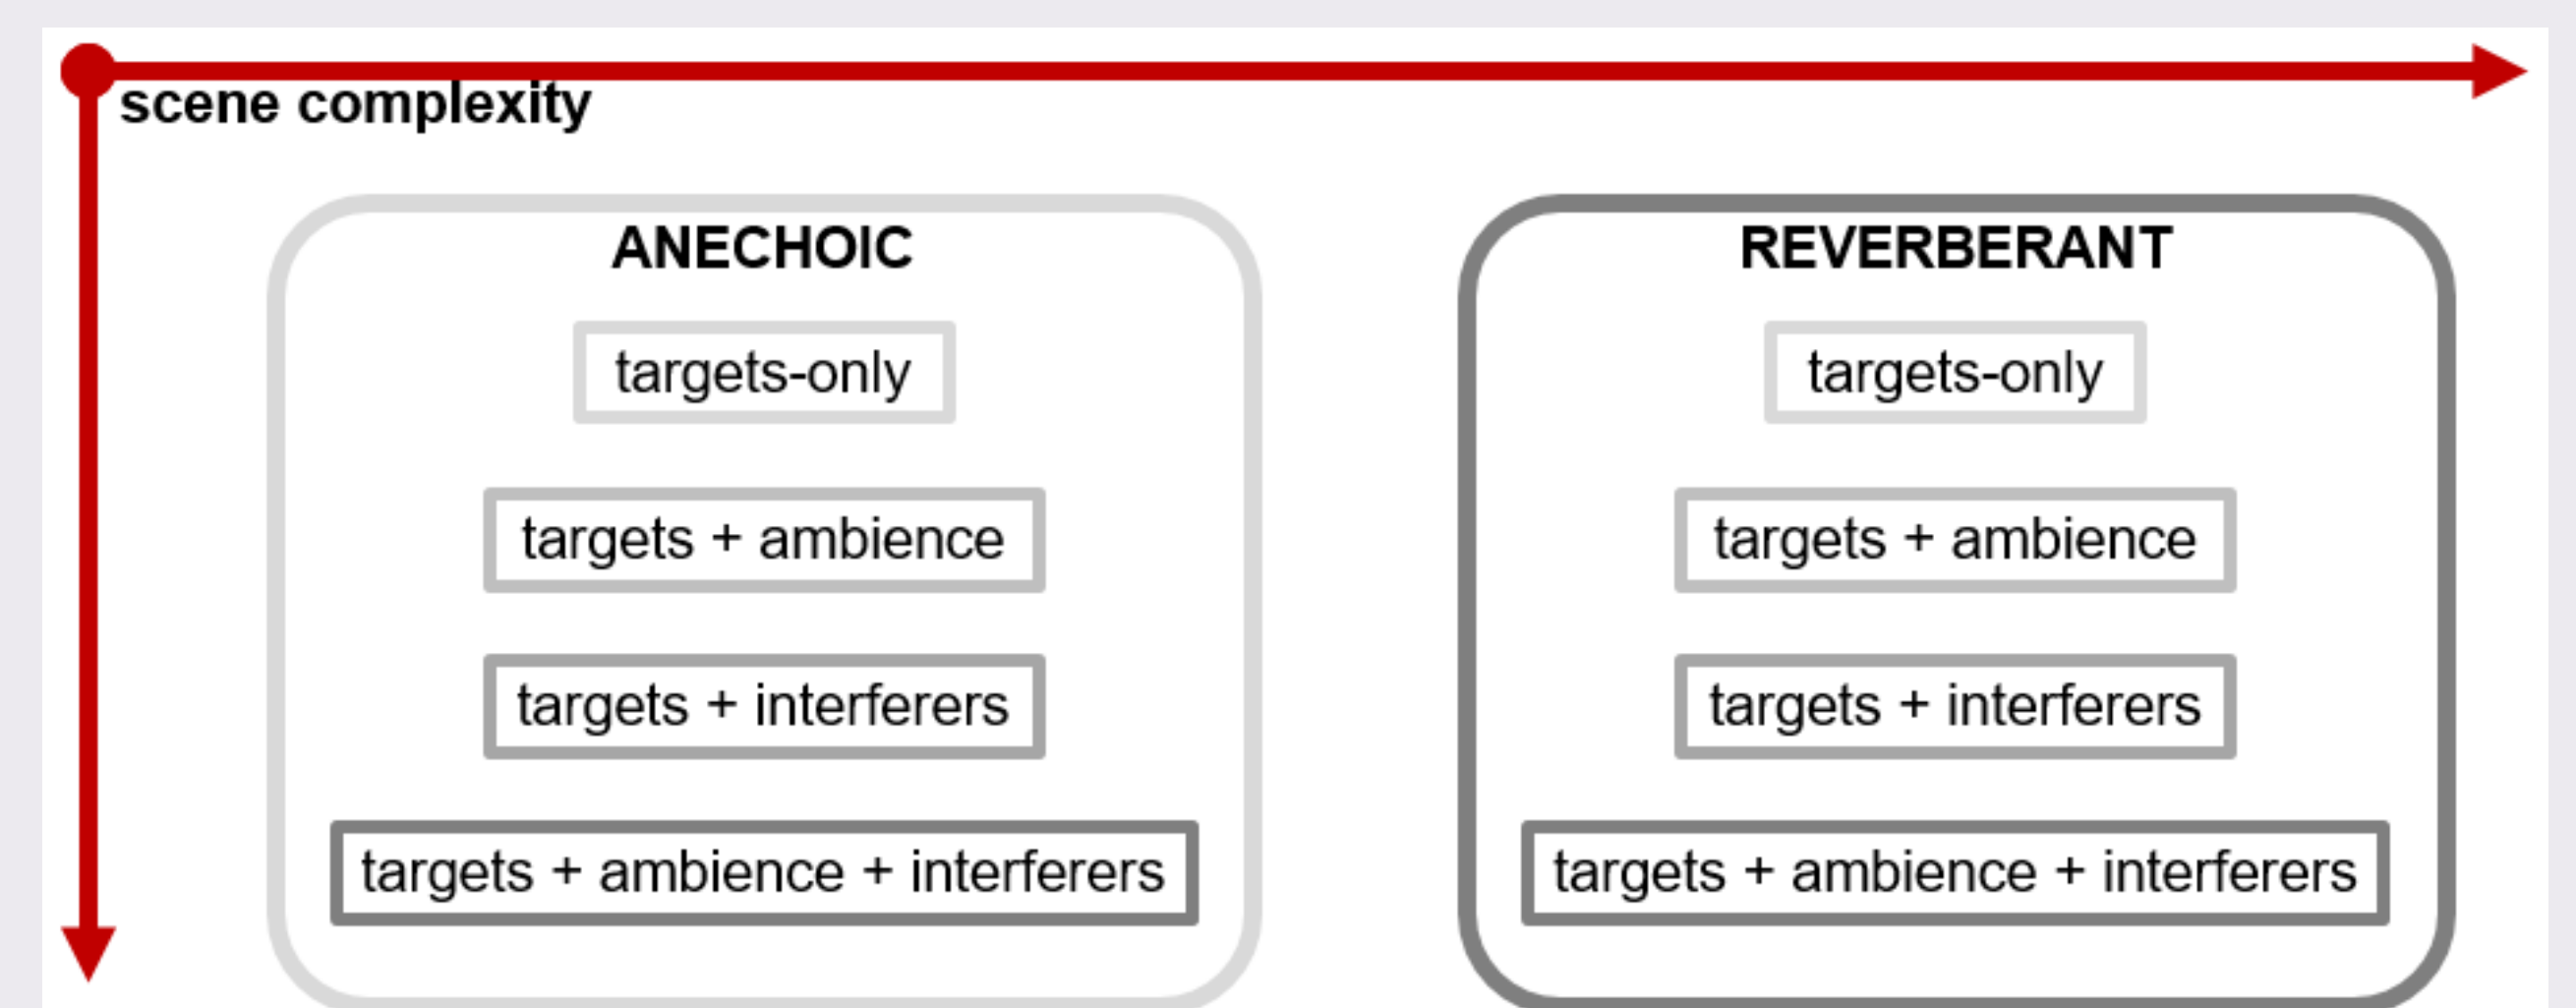 scene complexity
ANECHOIC
targets-only
targets + ambience
targets + interferers
targets + ambience + interferers
REVERBERANT
targets-only
targets + ambience
targets + interferers
targets + ambience + interferers